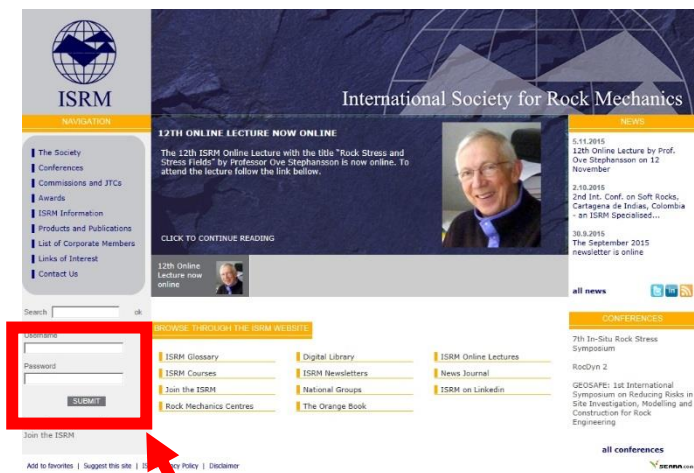 ISRM
International Society for Rock Mechanics
NAVIGATION
The Society
Conferences
Commissions and JTCs
Awards
ISRM Information
Products and Publications
List of Corporate Members
Links of Interest
Contact Us
Search
ok
Username
Password
SUBMIT
Join the ISRM
12TH ONLINE LECTURE NOW ONLINE
The 12th ISRM Online Lecture with the title "Rock Stress and
Stress Fields" by Professor Ove Stephansson is now online. To
attend the lecture follow the link bellow.
CLICK TO CONTINUE READING
12th Online
Lecture now
online
BROWSE THROUGH THE ISRM WEBSITE
ISRM Glossary
Digital Library
ISRM Online Lectures
ISRM Courses
ISRM Newsletters
News Journal
Join the ISRM
National Groups
ISRM on Linkedin
Rock Mechanics Centres
The Orange Book
NEWS
5.11.2015
12th Online Lecture by Prof.
Ove Stephansson on 12
November
2.10.2015
2nd Int. Conf. on Soft Rocks,
Cartagena de Indias, Colombia
- an ISRM Specialised...
30.9.2015
The September 2015
newsletter is online
all news
CONFERENCES
7th In-Situ Rock Stress
Symposium
RocDyn 2
GEOSAFE: 1st International
Symposium on Reducing Risks in
Site Investigation, Modelling and
Construction for Rock
Engineering
all conferences
Add to favorites | Suggest this site | Policy | Disclaimer